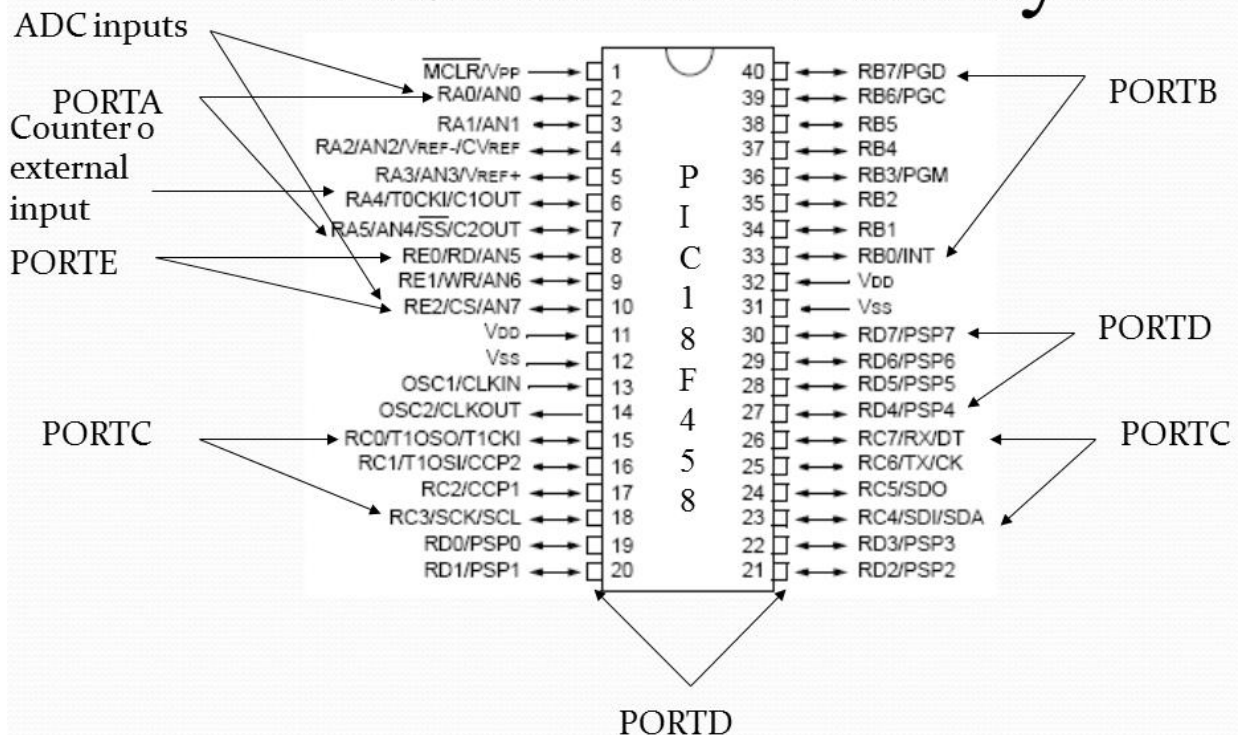 y
ADC inputs
PORTA
Counter o
external
input
PORTE
PORTC
MCLR/VPP
RA0/AN0
RA1/AN1
RA2/AN2/VREF-/CVREF
RA3/AN3/VREF+
RA4/T0CKI/C1OUT
RA5/AN4/SS/C2OUT
RE0/RD/AN5
RE1/WR/AN6
RE2/CS/AN7
VDD
VSS
OSC1/CLKIN
OSC2/CLKOUT
RC0/T1OSO/T1CKI
RC1/T1OSI/CCP2
RC2/CCP1
RC3/SCK/SCL
RD0/PSP0
RD1/PSP1
1
2
3
4
5
6
7
8
9
10
11
12
13
14
15
16
17
18
19
20
P
I
C
1
8
F
4
5
8
40
39
38
37
36
35
34
33
32
31
30
29
28
27
26
25
24
23
22
21
RB7/PGD
RB6/PGC
RB5
RB4
RB3/PGM
RB2
RB1
RB0/INT
VDD
VSS
RD7/PSP7
RD6/PSP6
RD5/PSP5
RD4/PSP4
RC7/RX/DT
RC6/TX/CK
RC5/SDO
RC4/SDI/SDA
RD3/PSP3
RD2/PSP2
PORTB
PORTD
PORTC
PORTD